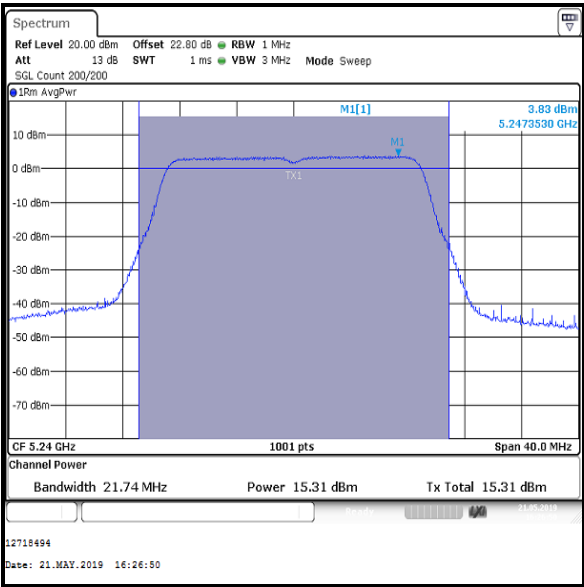 Spectrum
Ref Level 20.00 dBm Offset 22.80 dB RBW 1 MHz
Att 13 dB SWT 1 ms VBW 3 MHz Mode Sweep
SGL Count 200/200
1Rm AvgPwr
M1[1] 3.83 dBm
5.2473530 GHz
10 dBm
M1
0 dBm
TX1
-10 dBm
-20 dBm
-30 dBm
-40 dBm
-50 dBm
-60 dBm
-70 dBm
CF 5.24 GHz 1001 pts Span 40.0 MHz
Channel Power
Bandwidth 21.74 MHz Power 15.31 dBm Tx Total 15.31 dBm
Ready 21.05.2019
12718494
Date: 21.MAY.2019 16:26:50